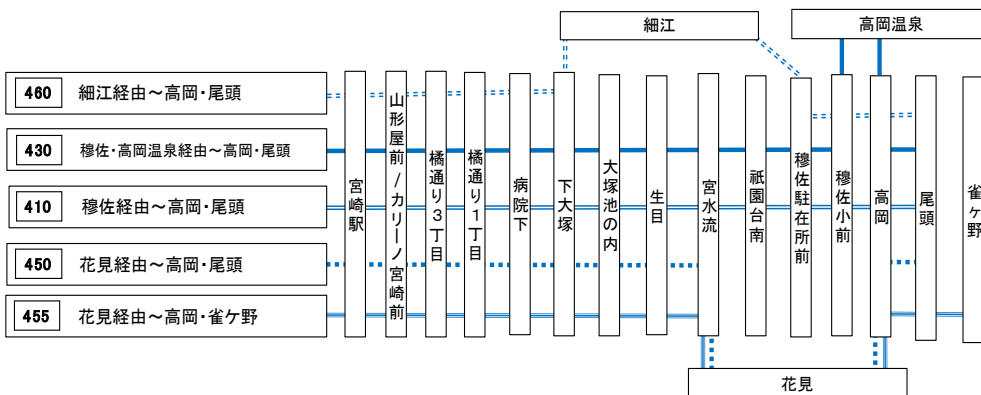 細江
高岡温泉
460 細江経由～高岡・尾頭
430 穆佐・高岡温泉経由～高岡・尾頭
410 穆佐経由～高岡・尾頭
450 花見経由～高岡・尾頭
455 花見経由～高岡・雀ケ野
宮崎駅
山形屋前/カリーノ宮崎前
橘通り3丁目
橘通り1丁目
病院下
下大塚
大塚池の内
生目
宮水流
祇園台南
穆佐駐在所前
穆佐小前
高岡
尾頭
雀ヶ野
花見